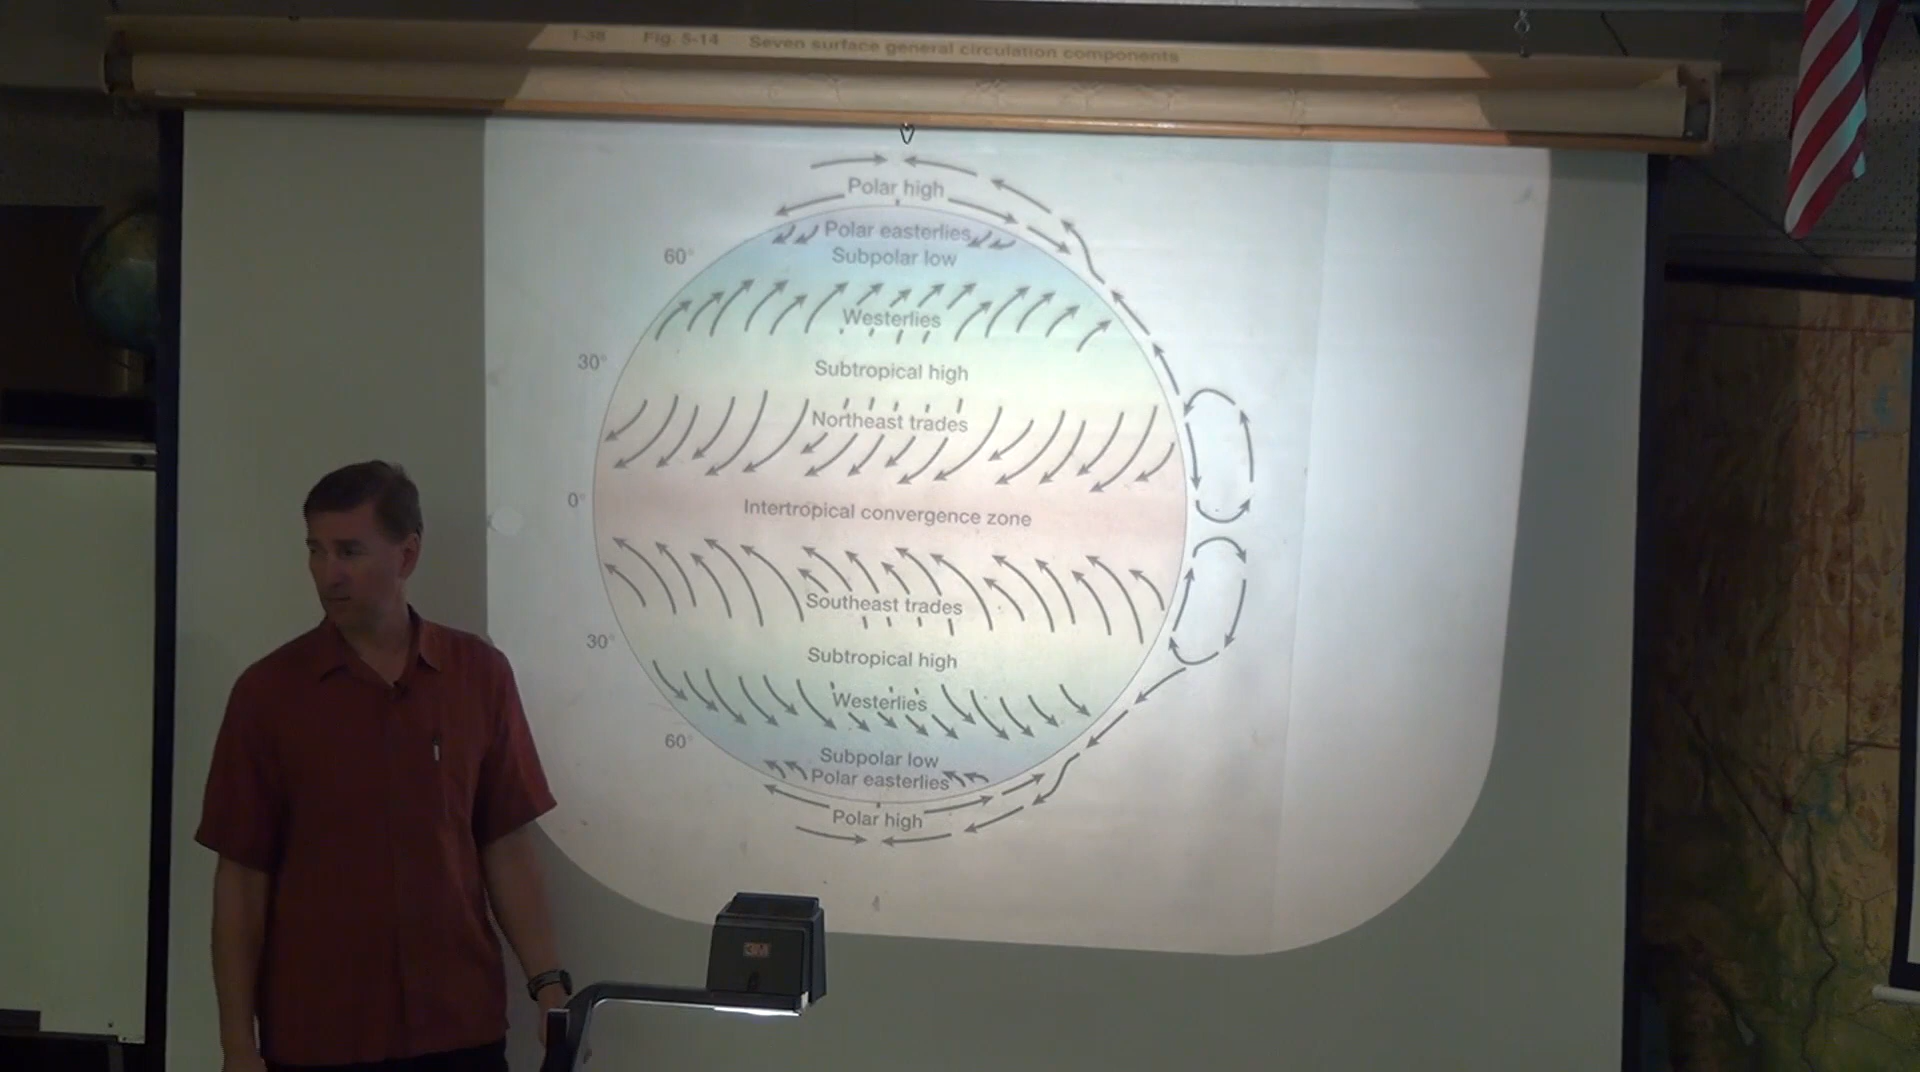 1-38 Fig. 5-14 Seven surface general circulation components
Polar high
Polar easterlies
60°
Subpolar low
Westerlies
30°
Subtropical high
Northeast trades
0°
Intertropical convergence zone
Southeast trades
30°
Subtropical high
Westerlies
60°
Subpolar low
Polar easterlies
Polar high
3M